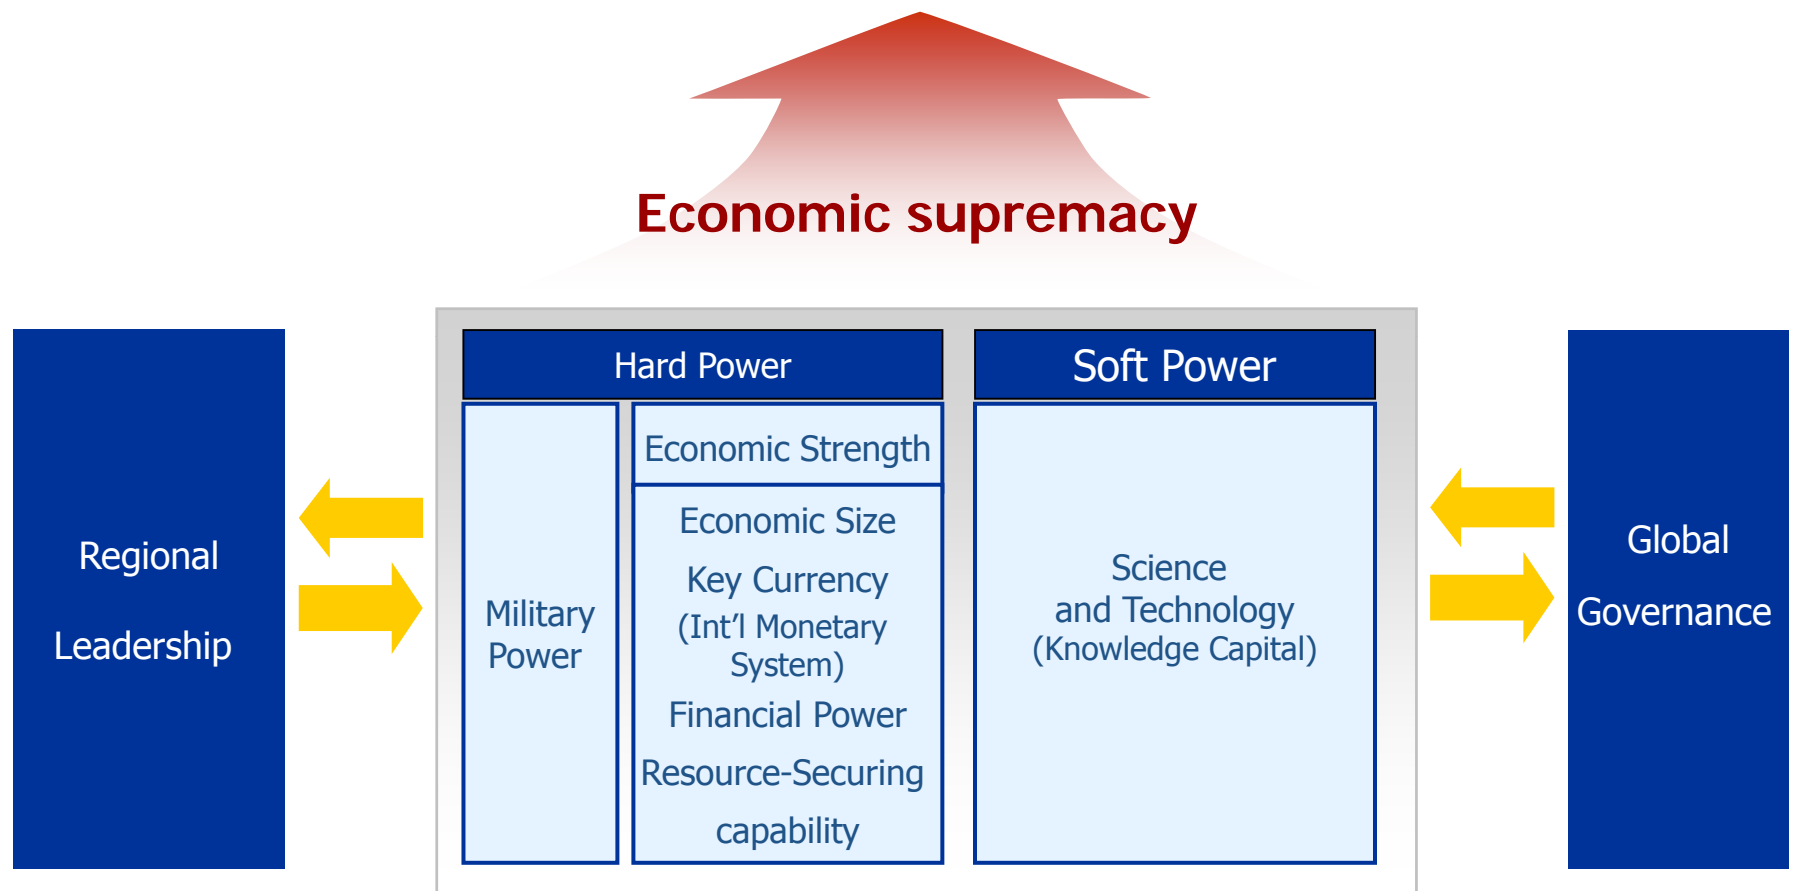 Economic supremacy
Regional
Leadership
Hard Power
Military
Power
Economic Strength
Economic Size
Key Currency
(Int’l Monetary
System)
Financial Power
Resource-Securing
capability
Soft Power
Science
and Technology
(Knowledge Capital)
Global
Governance